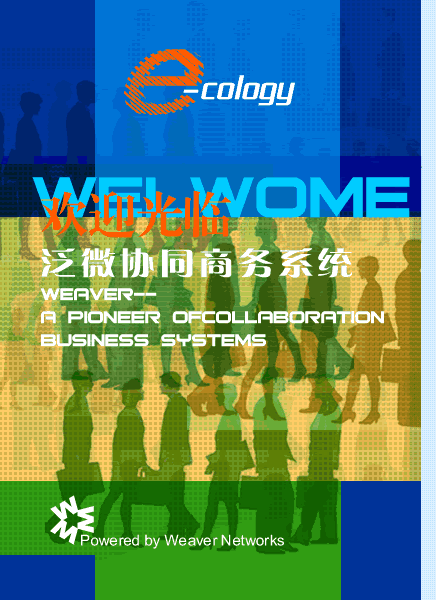 e-cology
WELWOME
欢迎光临
泛微协同商务系统
WEAVER--
A PIONEER OFCOLLABORATION
BUSINESS SYSTEMS
Powered by Weaver Networks